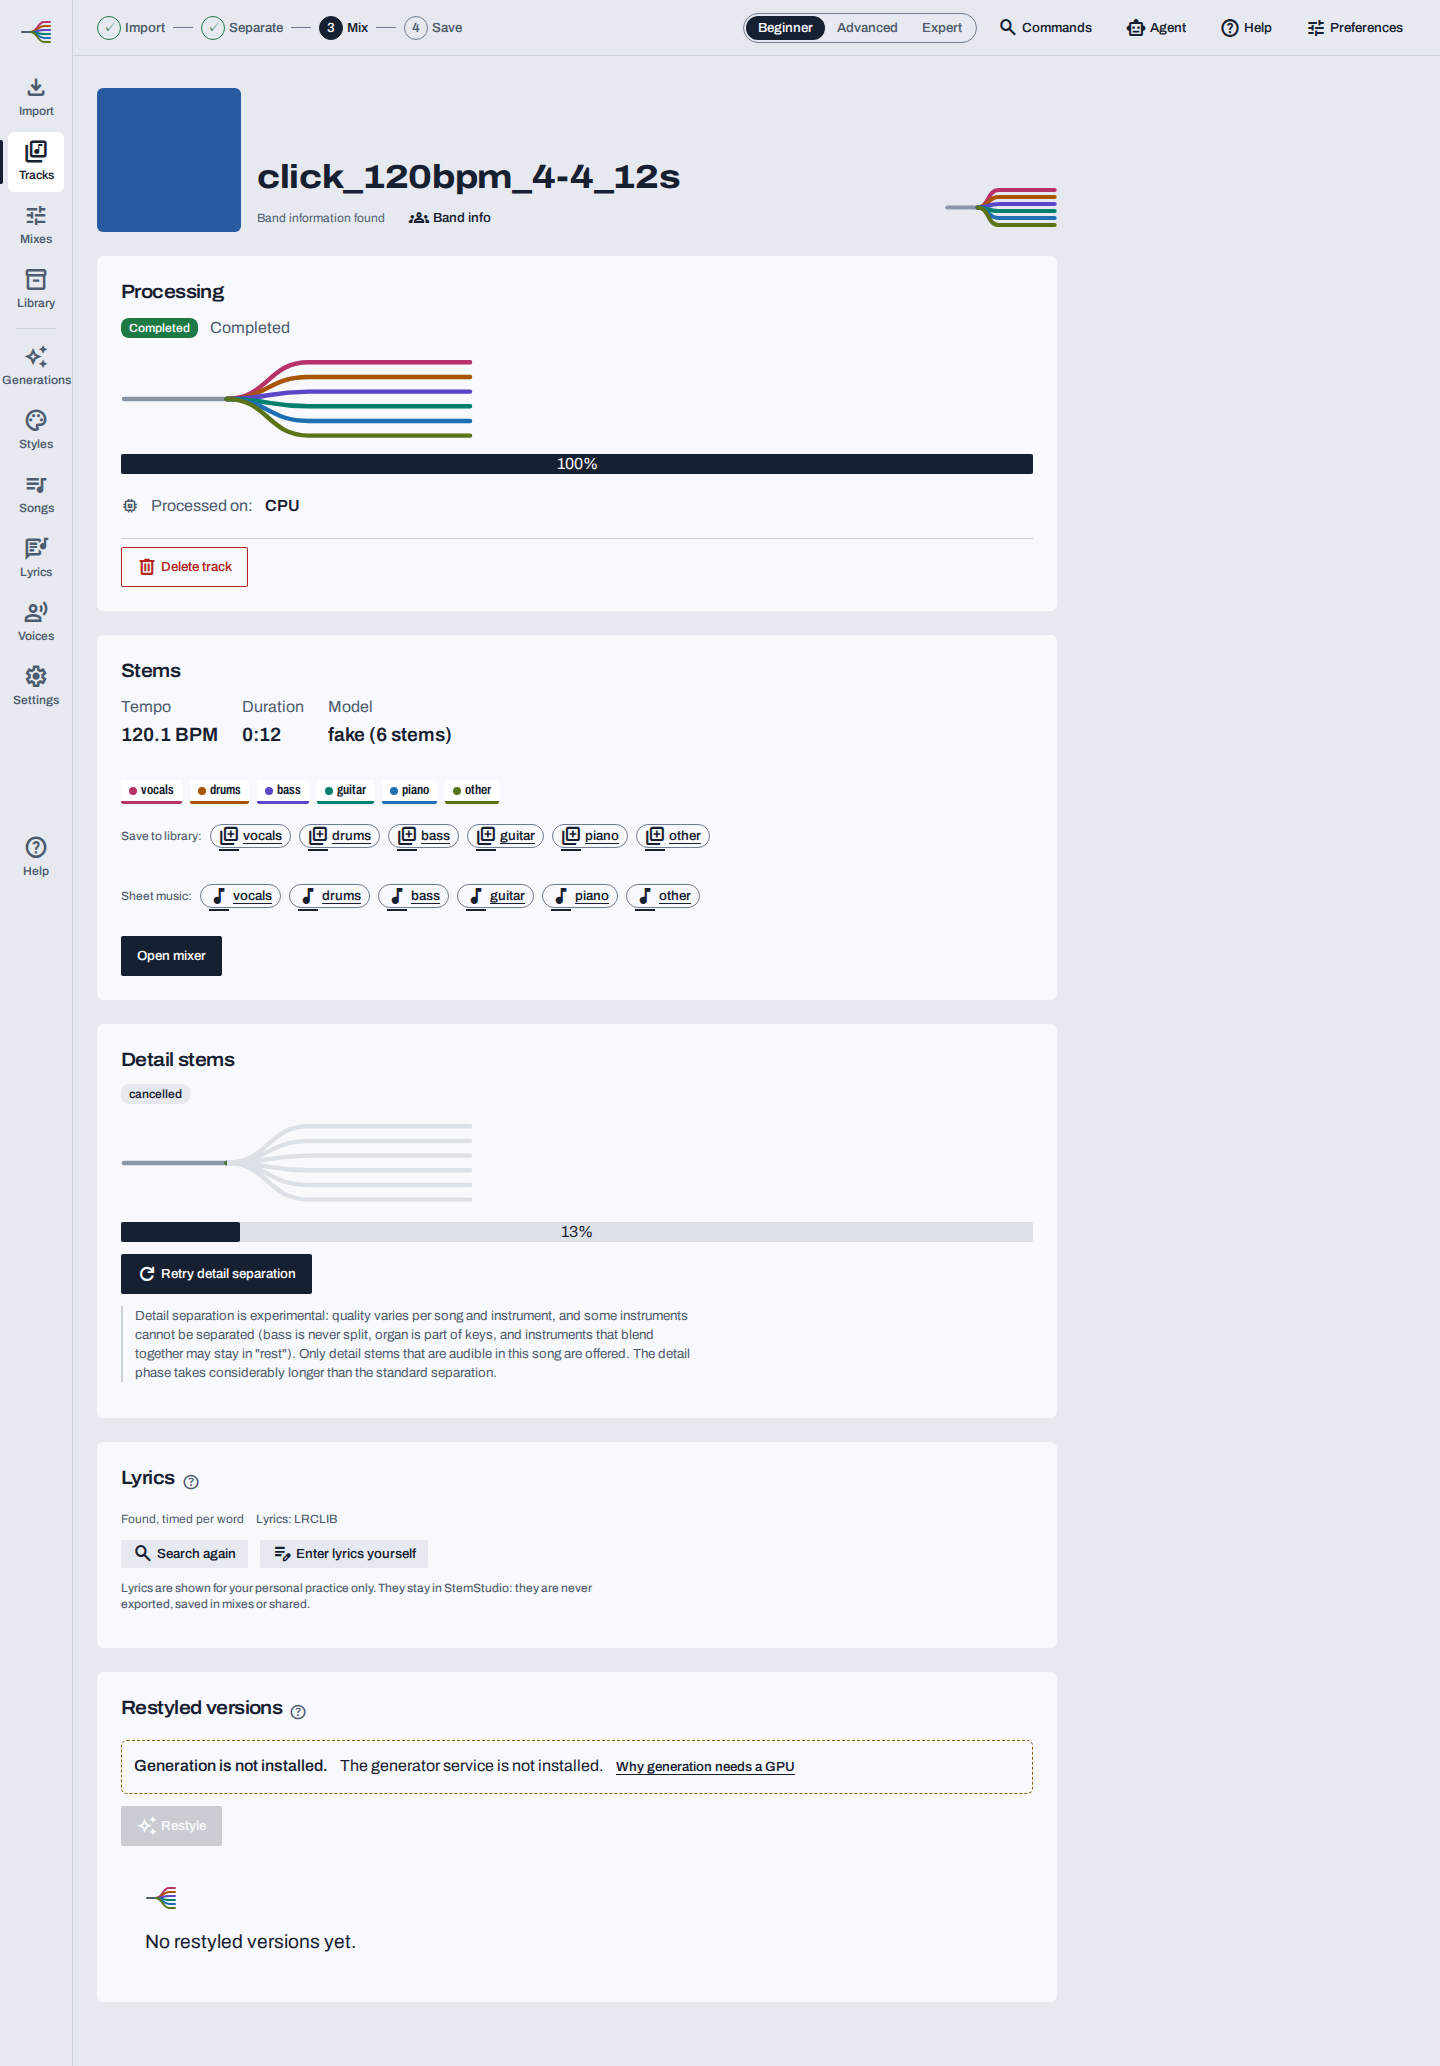 ✓ Import ✓ Separate 3 Mix 4 Save Beginner Advanced Expert Commands Agent Help Preferences
Import
Tracks
Mixes
Library
Generations
Styles
Songs
Lyrics
Voices
Settings
Help
click_120bpm_4-4_12s
Band information found Band info
Processing
Completed Completed
100%
Processed on: CPU
Delete track
Stems
Tempo Duration Model
120.1 BPM 0:12 fake (6 stems)
vocals drums bass guitar piano other
Save to library: vocals drums bass guitar piano other
Sheet music: vocals drums bass guitar piano other
Open mixer
Detail stems
cancelled
13%
Retry detail separation
Detail separation is experimental: quality varies per song and instrument, and some instruments
cannot be separated (bass is never split, organ is part of keys, and instruments that blend
together may stay in "rest"). Only detail stems that are audible in this song are offered. The detail
phase takes considerably longer than the standard separation.
Lyrics ?
Found, timed per word Lyrics: LRCLIB
Search again Enter lyrics yourself
Lyrics are shown for your personal practice only. They stay in StemStudio: they are never
exported, saved in mixes or shared.
Restyled versions ?
Generation is not installed. The generator service is not installed. Why generation needs a GPU
Restyle
No restyled versions yet.